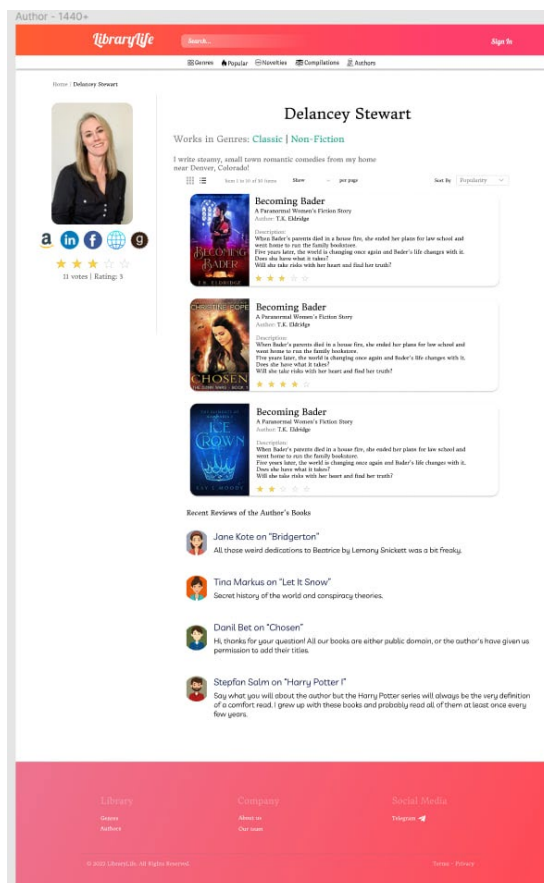 Author - 1440+
LibraryLife
Search...
Sign In
Genres Popular Novelties Compilations Authors
Home / Delancey Stewart
Delancey Stewart
Works in Genres: Classic | Non-Fiction
I write steamy, small town romantic comedies from my home
near Denver, Colorado!
Show per page
Sort By Popularity
11 votes | Rating: 3
BECOMING
BADER
T.K. ELDRIDGE
Becoming Bader
A Paranormal Women's Fiction Story
Author: T.K. Eldridge
Description:
When Bader's parents died in a house fire, she ended her plans for law school and
went home to run the family bookstore.
Five years later, the world is changing once again and Bader's life changes with it.
Does she have what it takes?
Will she take risks with her heart and find her truth?
CHRISTINE POPE
CHOSEN
Becoming Bader
A Paranormal Women's Fiction Story
Author: T.K. Eldridge
Description:
When Bader's parents died in a house fire, she ended her plans for law school and
went home to run the family bookstore.
Five years later, the world is changing once again and Bader's life changes with it.
Does she have what it takes?
Will she take risks with her heart and find her truth?
ICE
CROWN
Becoming Bader
A Paranormal Women's Fiction Story
Author: T.K. Eldridge
Description:
When Bader's parents died in a house fire, she ended her plans for law school and
went home to run the family bookstore.
Five years later, the world is changing once again and Bader's life changes with it.
Does she have what it takes?
Will she take risks with her heart and find her truth?
Recent Reviews of the Author's Books
Jane Kote on "Bridgerton"
All those weird dedications to Beatrice by Lemony Snickett was a bit freaky.
Tina Markus on "Let It Snow"
Secret history of the world and conspiracy theories.
Danil Bet on "Chosen"
Hi, thanks for your question! All our books are either public domain, or the author's have given us
permission to add their titles.
Stepfan Salm on "Harry Potter I"
Say what you will about the author but the Harry Potter series will always be the very definition
of a comfort read. I grew up with these books and probably read all of them at least once every
few years.
Library Company Social Media
Genres About us Telegram
Authors Our team
© 2022 LibraryLife. All Rights Reserved.
Terms · Privacy